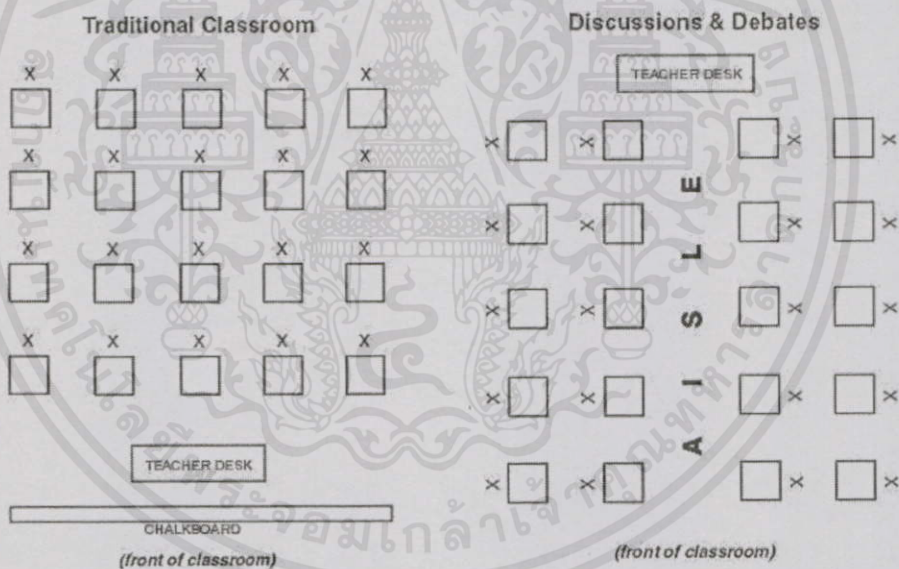 Traditional Classroom
X X X X X
X X X X X
X X X X X
X X X X X
TEACHER DESK
CHALKBOARD
(front of classroom)
Discussions & Debates
TEACHER DESK
X X X X
X X X X
X X X X
X X X X
X X X X
AISLE
(front of classroom)